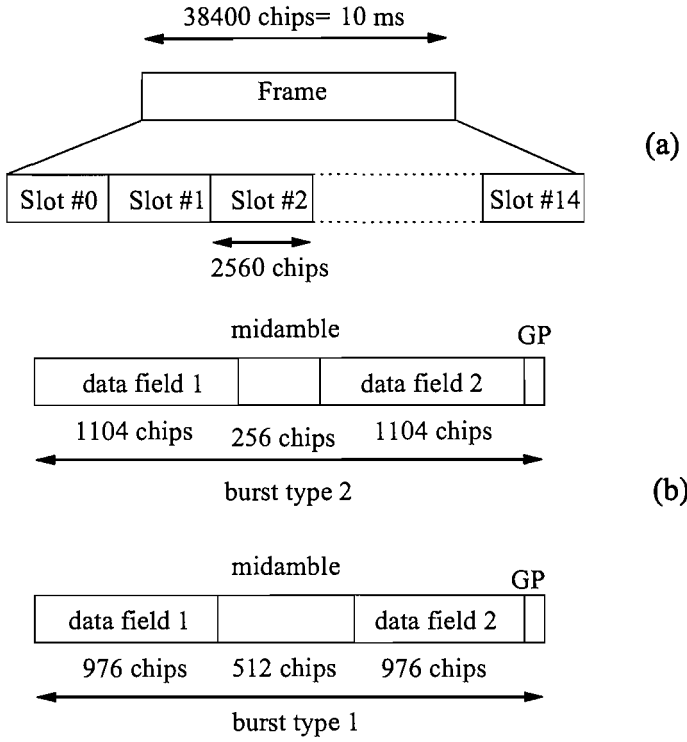 38400 chips= 10 ms
Frame
(a)
Slot #0 Slot #1 Slot #2 Slot #14
2560 chips
midamble
GP
data field 1 data field 2
1104 chips 256 chips 1104 chips
burst type 2
(b)
midamble
GP
data field 1 data field 2
976 chips 512 chips 976 chips
burst type 1